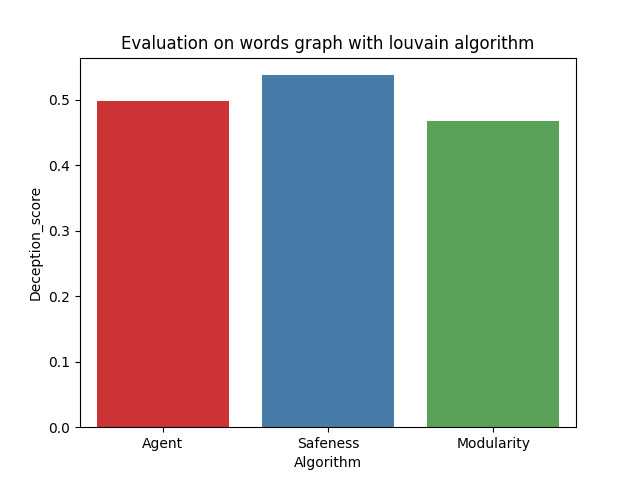 Evaluation on words graph with louvain algorithm
Deception_score
0.5
0.4
0.3
0.2
0.1
0.0
Agent
Safeness
Modularity
Algorithm